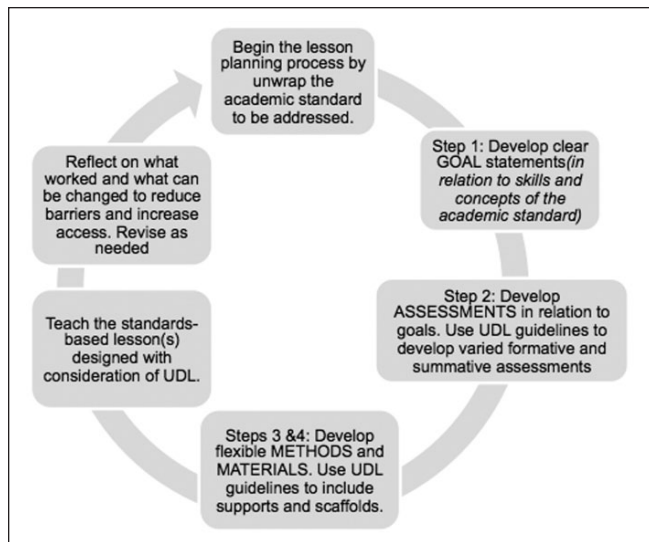 Begin the lesson
planning process by
unwrap the
academic standard
to be addressed.
Step 1: Develop clear
GOAL statements(in
relation to skills and
concepts of the
academic standard)
Step 2: Develop
ASSESSMENTS in relation to
goals. Use UDL guidelines to
develop varied formative and
summative assessments
Steps 3 &4: Develop
flexible METHODS and
MATERIALS. Use UDL
guidelines to include
supports and scaffolds.
Teach the standards-
based lesson(s)
designed with
consideration of UDL.
Reflect on what
worked and what can
be changed to reduce
barriers and increase
access. Revise as
needed